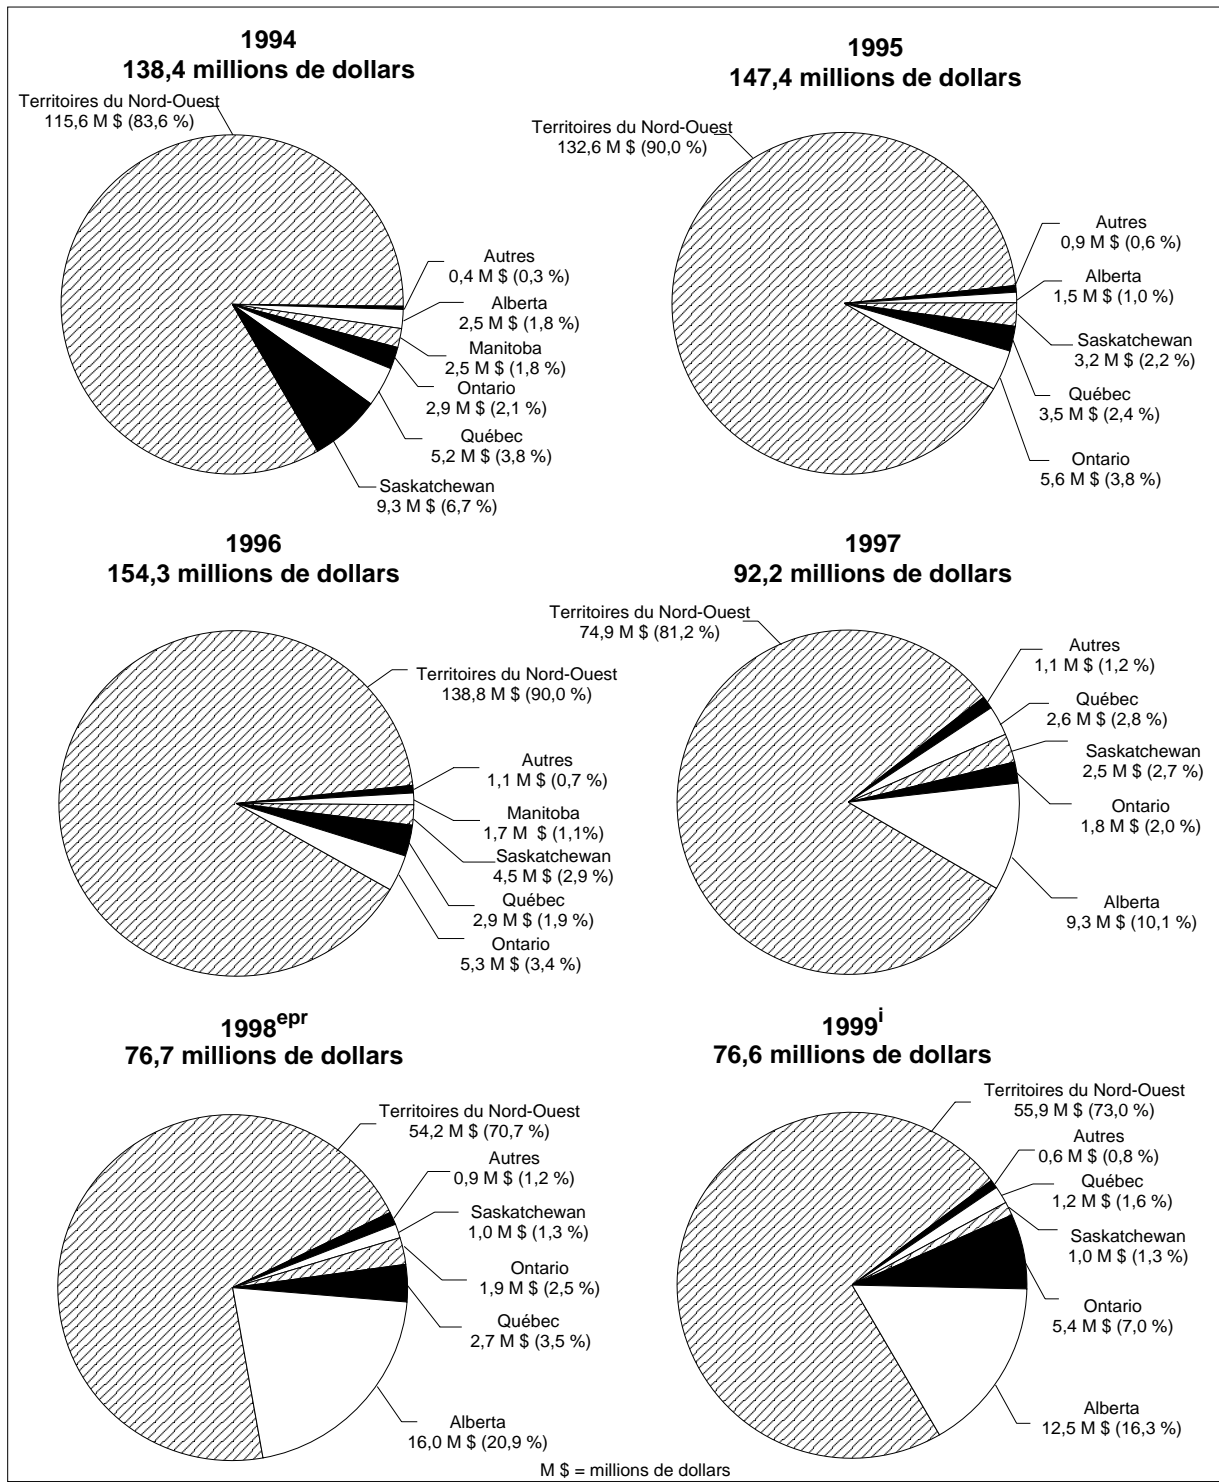 1994
138,4 millions de dollars
Territoires du Nord-Ouest
115,6 M $ (83,6 %)
Autres
0,4 M $ (0,3 %)
Alberta
2,5 M $ (1,8 %)
Manitoba
2,5 M $ (1,8 %)
Ontario
2,9 M $ (2,1 %)
Québec
5,2 M $ (3,8 %)
Saskatchewan
9,3 M $ (6,7 %)
1995
147,4 millions de dollars
Territoires du Nord-Ouest
132,6 M $ (90,0 %)
Autres
0,9 M $ (0,6 %)
Alberta
1,5 M $ (1,0 %)
Saskatchewan
3,2 M $ (2,2 %)
Québec
3,5 M $ (2,4 %)
Ontario
5,6 M $ (3,8 %)
1996
154,3 millions de dollars
Territoires du Nord-Ouest
138,8 M $ (90,0 %)
Autres
1,1 M $ (0,7 %)
Manitoba
1,7 M  $ (1,1%)
Saskatchewan
4,5 M $ (2,9 %)
Québec
2,9 M $ (1,9 %)
Ontario
5,3 M $ (3,4 %)
1997
92,2 millions de dollars
Territoires du Nord-Ouest
74,9 M $ (81,2 %)
Autres
1,1 M $ (1,2 %)
Québec
2,6 M $ (2,8 %)
Saskatchewan
2,5 M $ (2,7 %)
Ontario
1,8 M $ (2,0 %)
Alberta
9,3 M $ (10,1 %)
1998epr
76,7 millions de dollars
Territoires du Nord-Ouest
54,2 M $ (70,7 %)
Autres
0,9 M $ (1,2 %)
Saskatchewan
1,0 M $ (1,3 %)
Ontario
1,9 M $ (2,5 %)
Québec
2,7 M $ (3,5 %)
Alberta
16,0 M $ (20,9 %)
1999i
76,6 millions de dollars
Territoires du Nord-Ouest
55,9 M $ (73,0 %)
Autres
0,6 M $ (0,8 %)
Québec
1,2 M $ (1,6 %)
Saskatchewan
1,0 M $ (1,3 %)
Ontario
5,4 M $ (7,0 %)
Alberta
12,5 M $ (16,3 %)
M $ = millions de dollars